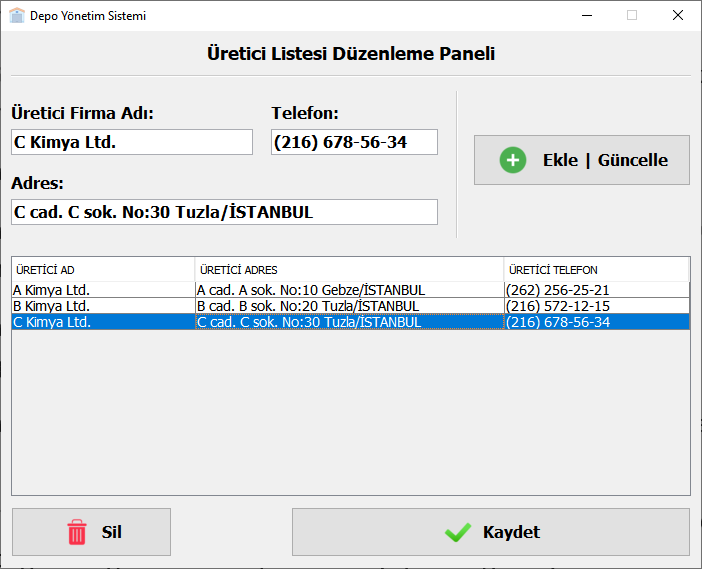 Depo Yönetim Sistemi
Üretici Listesi Düzenleme Paneli
Üretici Firma Adı: Telefon:
C Kimya Ltd. (216) 678-56-34
Ekle | Güncelle
Adres:
C cad. C sok. No:30 Tuzla/İSTANBUL
ÜRETİCİ AD ÜRETİCİ ADRES ÜRETİCİ TELEFON
A Kimya Ltd. A cad. A sok. No:10 Gebze/İSTANBUL (262) 256-25-21
B Kimya Ltd. B cad. B sok. No:20 Tuzla/İSTANBUL (216) 572-12-15
C Kimya Ltd. C cad. C sok. No:30 Tuzla/İSTANBUL (216) 678-56-34
Sil Kaydet